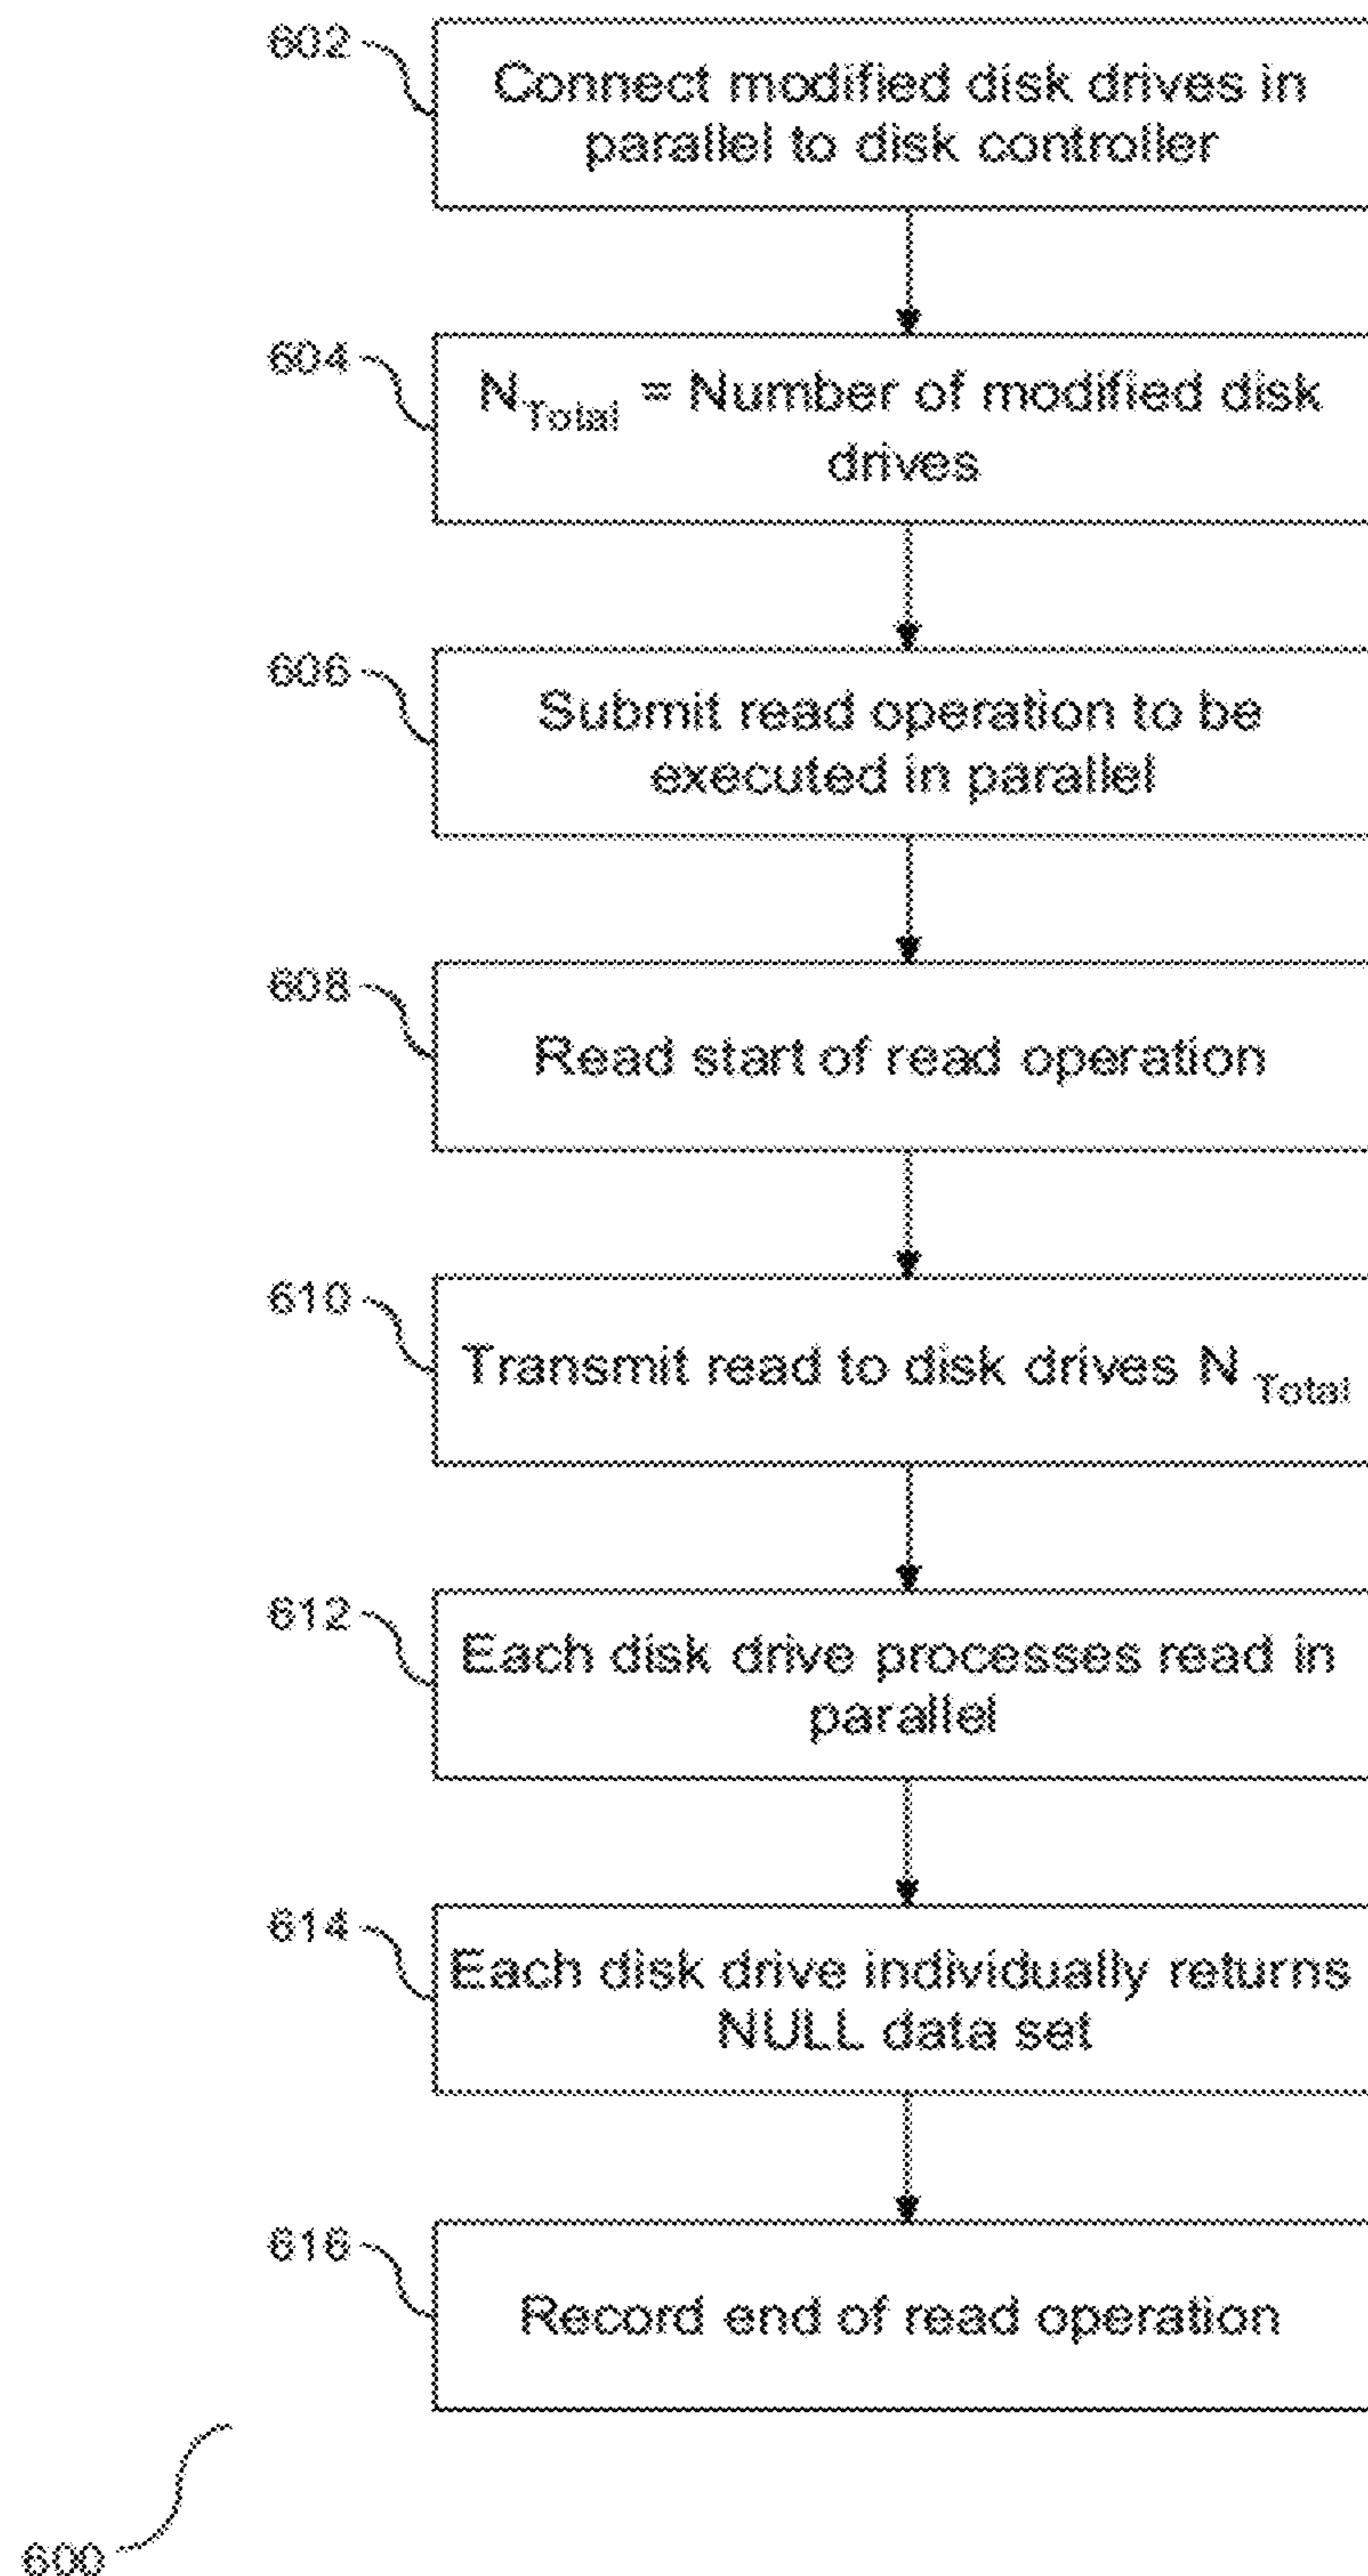 602
Connect modified disk drives in
parallel to disk controller
604
N Total = Number of modified disk
drives
606
Submit read operation to be
executed in parallel
608
Read start of read operation
610
Transmit read to disk drives N Total
612
Each disk drive processes read in
parallel
614
Each disk drive individually returns
NULL data set
616
Record end of read operation
600